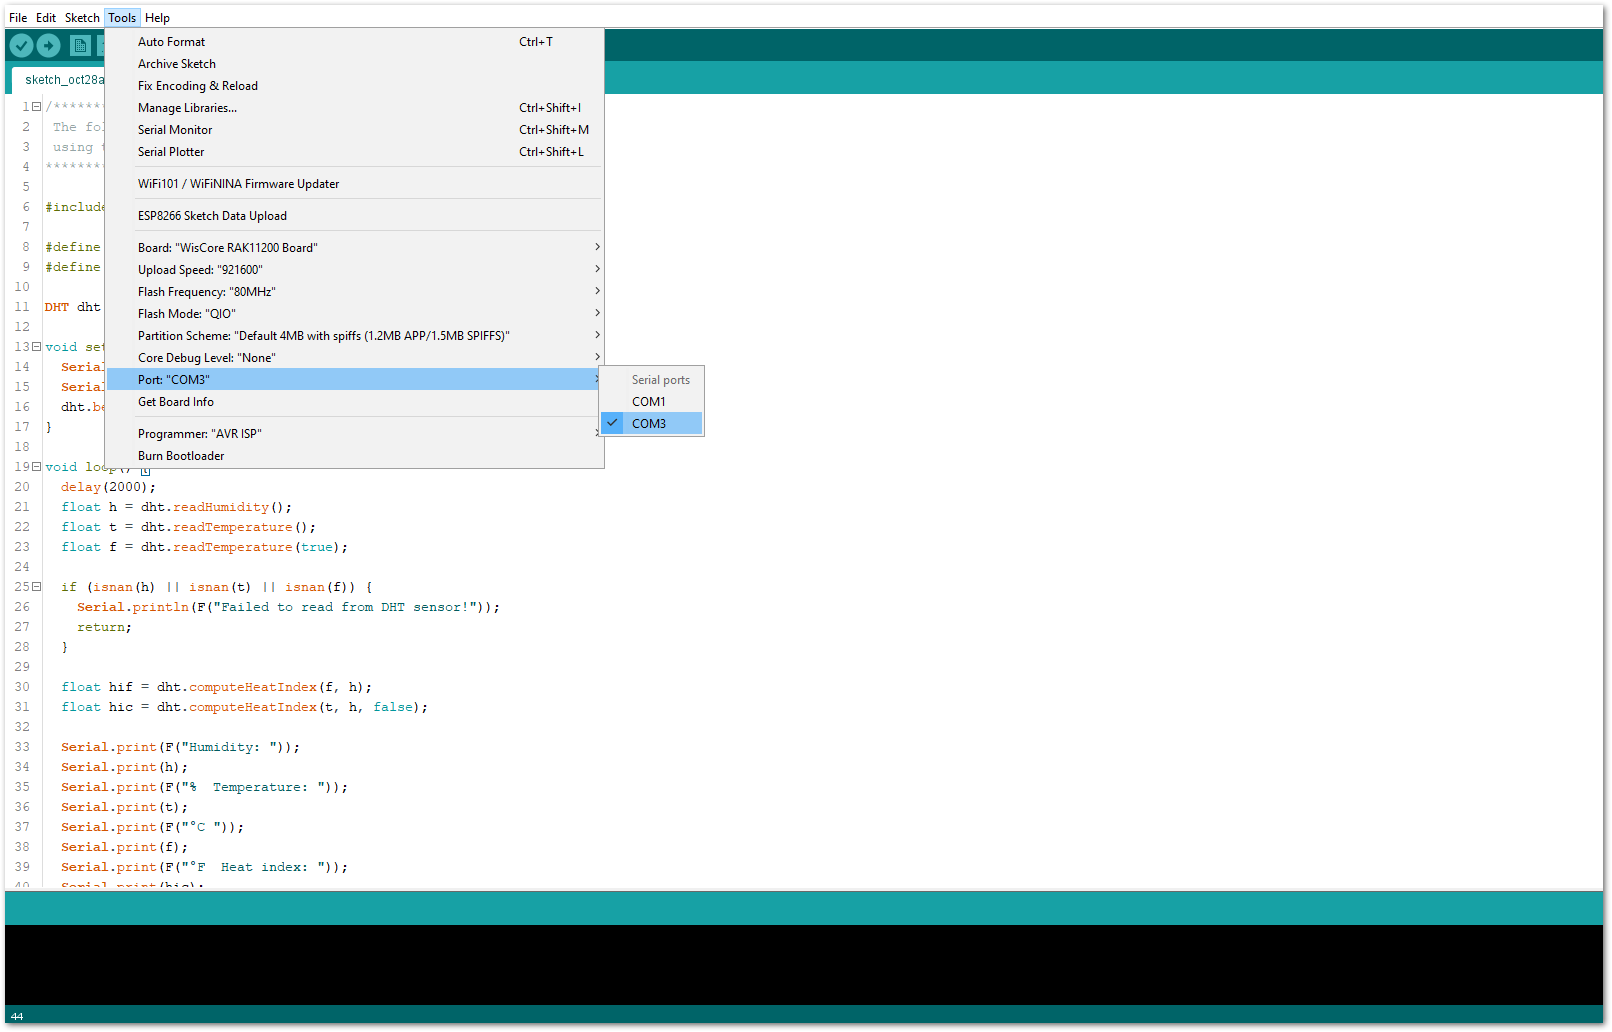 File Edit Sketch Tools Help
sketch_oct28a
Auto Format Ctrl+T
Archive Sketch
Fix Encoding & Reload
Manage Libraries... Ctrl+Shift+I
Serial Monitor Ctrl+Shift+M
Serial Plotter Ctrl+Shift+L
WiFi101 / WiFiNINA Firmware Updater
ESP8266 Sketch Data Upload
Board: "WisCore RAK11200 Board"
Upload Speed: "921600"
Flash Frequency: "80MHz"
Flash Mode: "QIO"
Partition Scheme: "Default 4MB with spiffs (1.2MB APP/1.5MB SPIFFS)"
Core Debug Level: "None"
Port: "COM3"
Get Board Info
Programmer: "AVR ISP"
Burn Bootloader
Serial ports
COM1
COM3
1 /*******
2 The fol
3 using t
4 ********
5
6 #include
7
8 #define
9 #define
10
11 DHT dht
12
13 void set
14 Serial
15 Serial
16 dht.be
17 }
18
19 void loop() {
20 delay(2000);
21 float h = dht.readHumidity();
22 float t = dht.readTemperature();
23 float f = dht.readTemperature(true);
24
25 if (isnan(h) || isnan(t) || isnan(f)) {
26 Serial.println(F("Failed to read from DHT sensor!"));
27 return;
28 }
29
30 float hif = dht.computeHeatIndex(f, h);
31 float hic = dht.computeHeatIndex(t, h, false);
32
33 Serial.print(F("Humidity: "));
34 Serial.print(h);
35 Serial.print(F("%  Temperature: "));
36 Serial.print(t);
37 Serial.print(F("°C "));
38 Serial.print(f);
39 Serial.print(F("°F  Heat index: "));
40 Serial.print(hic);
44